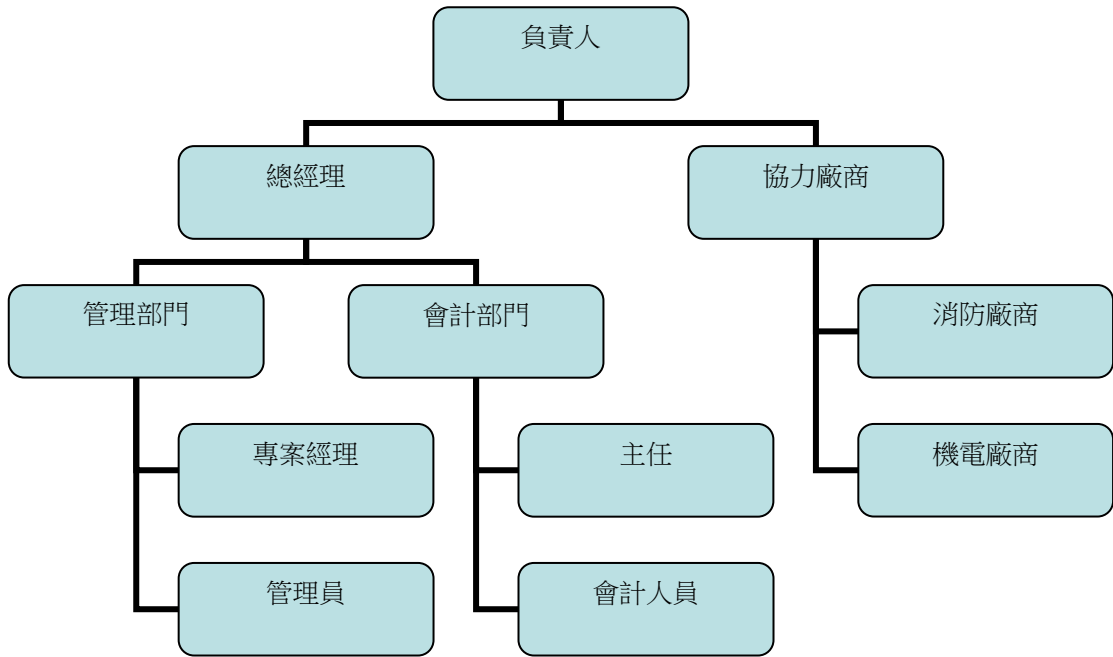 負責人
總經理
協力廠商
管理部門
會計部門
消防廠商
專案經理
主任
機電廠商
管理員
會計人員